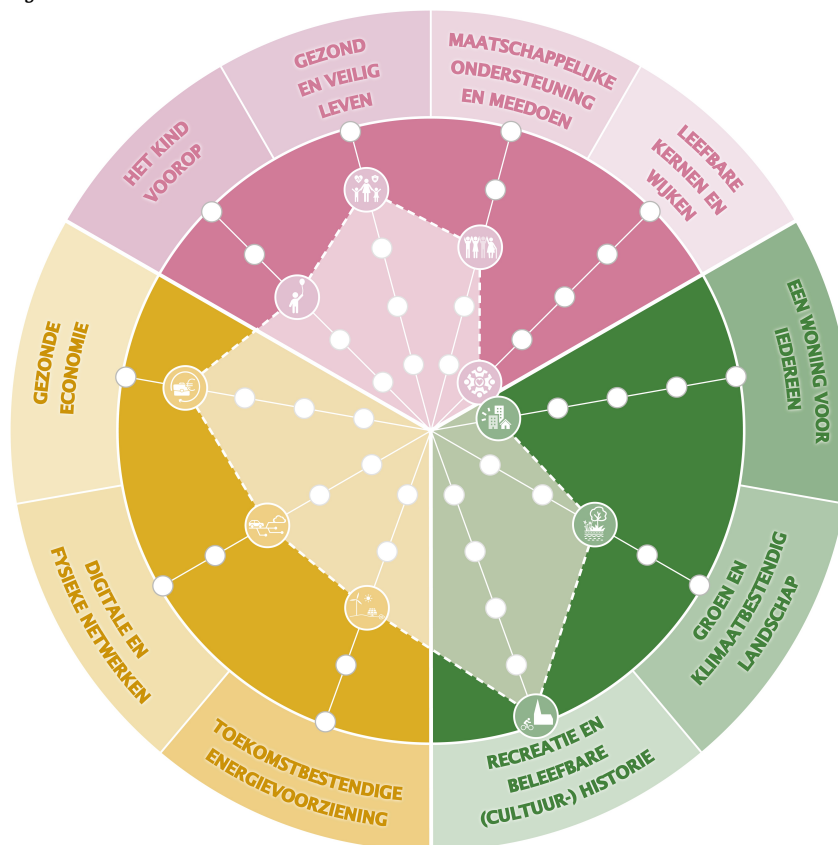 GEZOND
EN VEILIG
LEVEN
MAATSCHAPPELIJKE
ONDERSTEUNING
EN MEEDOEN
LEEFBARE
KERNEN EN
WIJKEN
EEN WONING VOOR
IEDEREEN
GROEN EN
KLIMAATBESTENDIG
LANDSCHAP
RECREATIE EN
BELEEFBARE
(CULTUUR-) HISTORIE
TOEKOMSTBESTENDIGE
ENERGIEVOORZIENING
DIGITALE EN
FYSIEKE NETWERKEN
GEZONDE
ECONOMIE
HET KIND
VOOROP